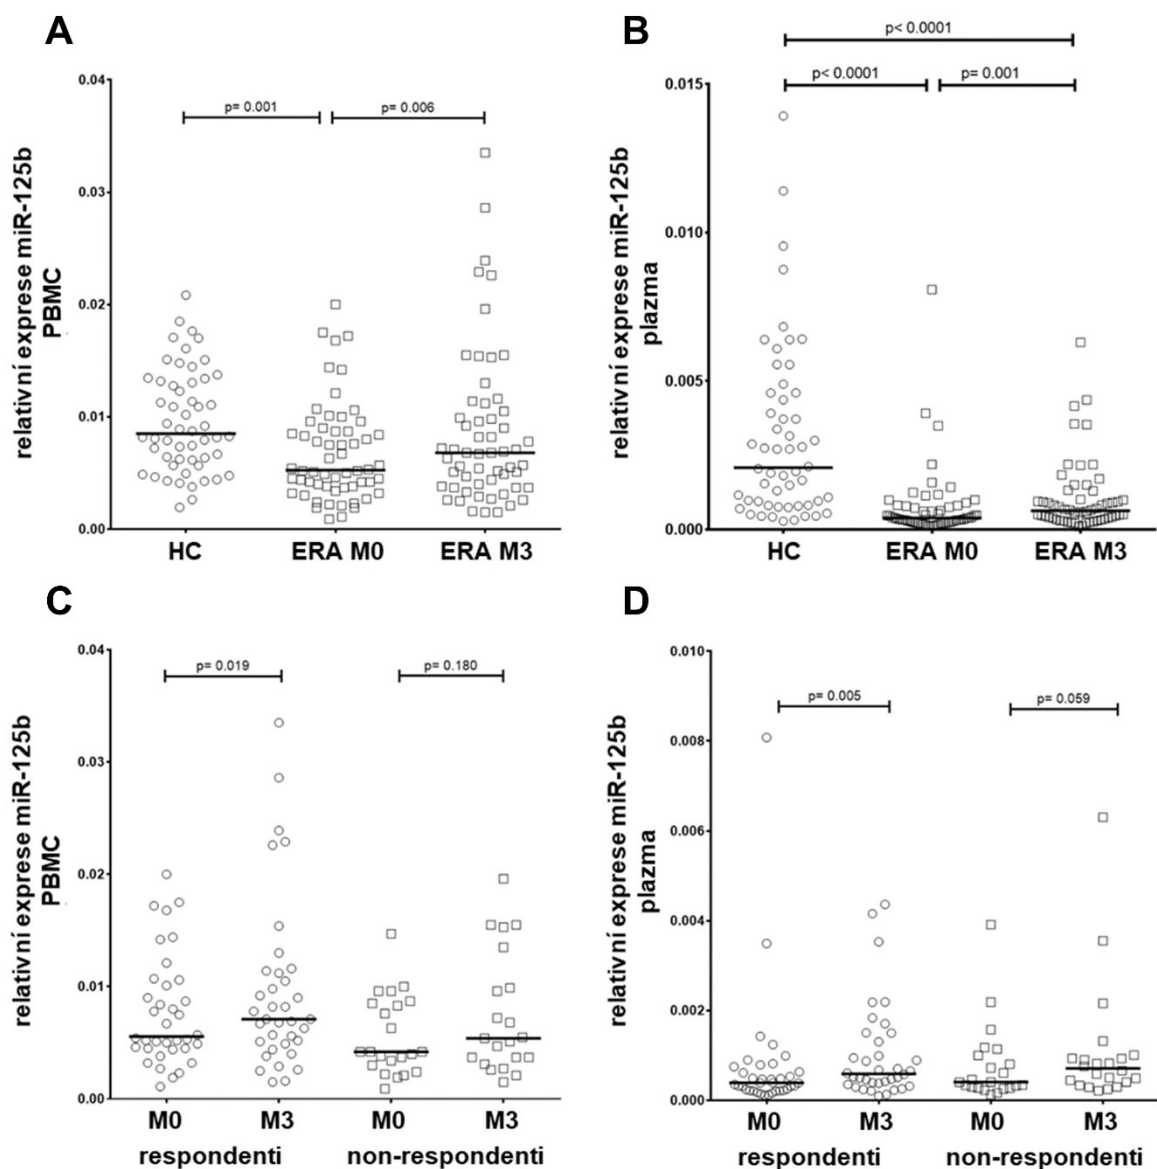 A
p= 0.001
p= 0.006
relativní exprese miR-125b
PBMC
0.04
0.03
0.02
0.01
0.00
HC
ERA M0
ERA M3
B
p< 0.0001
p< 0.0001
p= 0.001
relativní exprese miR-125b
plazma
0.015
0.010
0.005
0.000
HC
ERA M0
ERA M3
C
p= 0.019
p= 0.180
relativní exprese miR-125b
PBMC
0.04
0.03
0.02
0.01
0.00
M0
M3
M0
M3
respondenti
non-respondenti
D
p= 0.005
p= 0.059
relativní exprese miR-125b
plazma
0.010
0.008
0.006
0.004
0.002
0.000
M0
M3
M0
M3
respondenti
non-respondenti